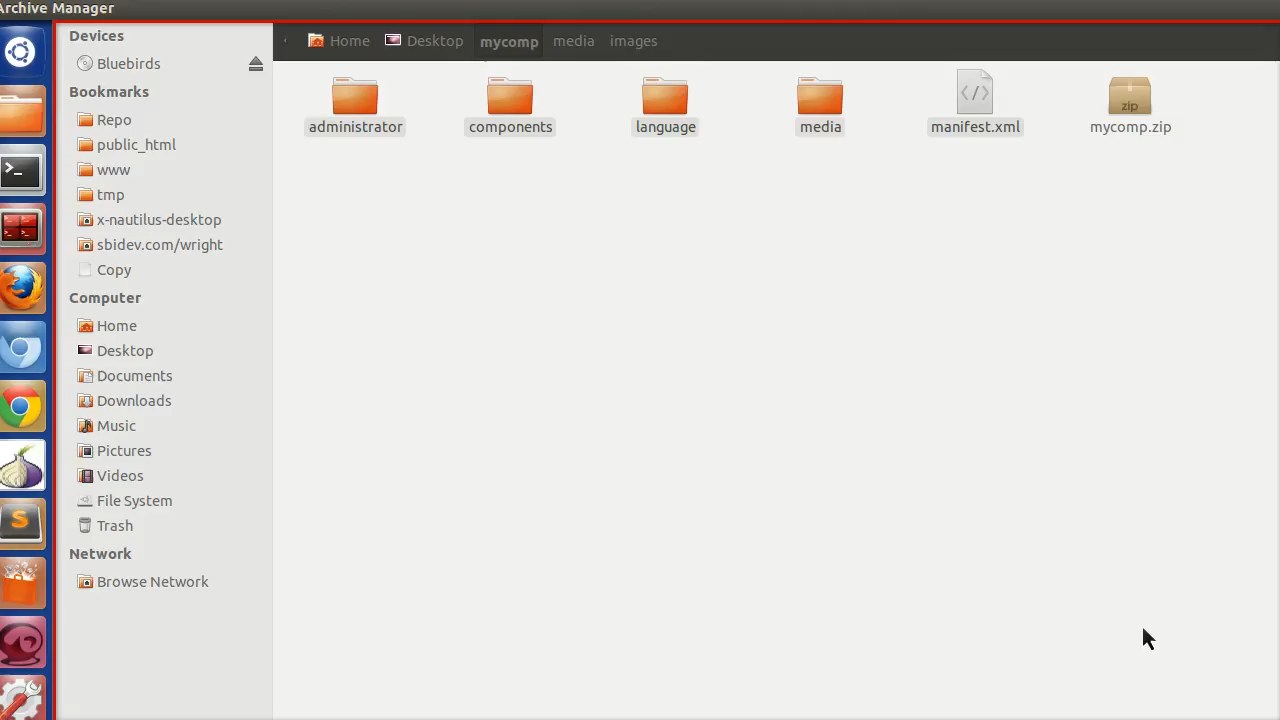 Archive Manager
Devices
Bluebirds
Bookmarks
Repo
public_html
www
tmp
x-nautilus-desktop
sbidev.com/wright
Copy
Computer
Home
Desktop
Documents
Downloads
Music
Pictures
Videos
File System
Trash
Network
Browse Network
Home Desktop mycomp media images
administrator components language media manifest.xml mycomp.zip
zip